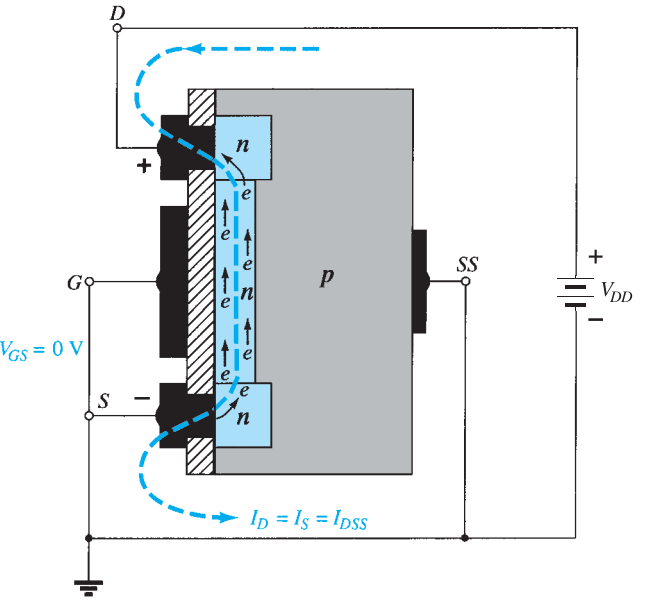 D
n
+
e
e
e
p
SS
+
G
e
n
V_DD
−
V_GS = 0 V
e
e
S
−
e
n
I_D = I_S = I_DSS